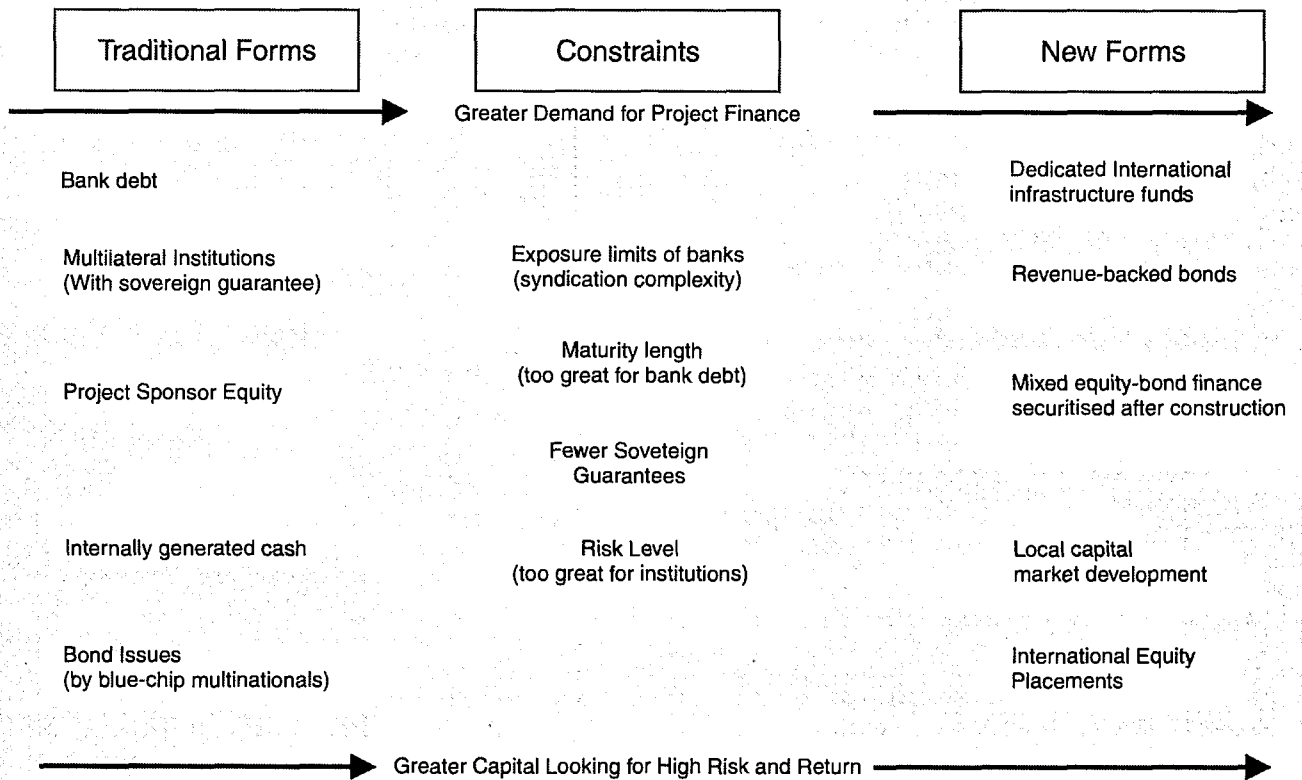 Traditional Forms
Constraints
New Forms
Greater Demand for Project Finance
Bank debt
Multilateral Institutions
(With sovereign guarantee)
Project Sponsor Equity
Internally generated cash
Bond Issues
(by blue-chip multinationals)
Exposure limits of banks
(syndication complexity)
Maturity length
(too great for bank debt)
Fewer Soveteign
Guarantees
Risk Level
(too great for institutions)
Dedicated International
infrastructure funds
Revenue-backed bonds
Mixed equity-bond finance
securitised after construction
Local capital
market development
International Equity
Placements
Greater Capital Looking for High Risk and Return